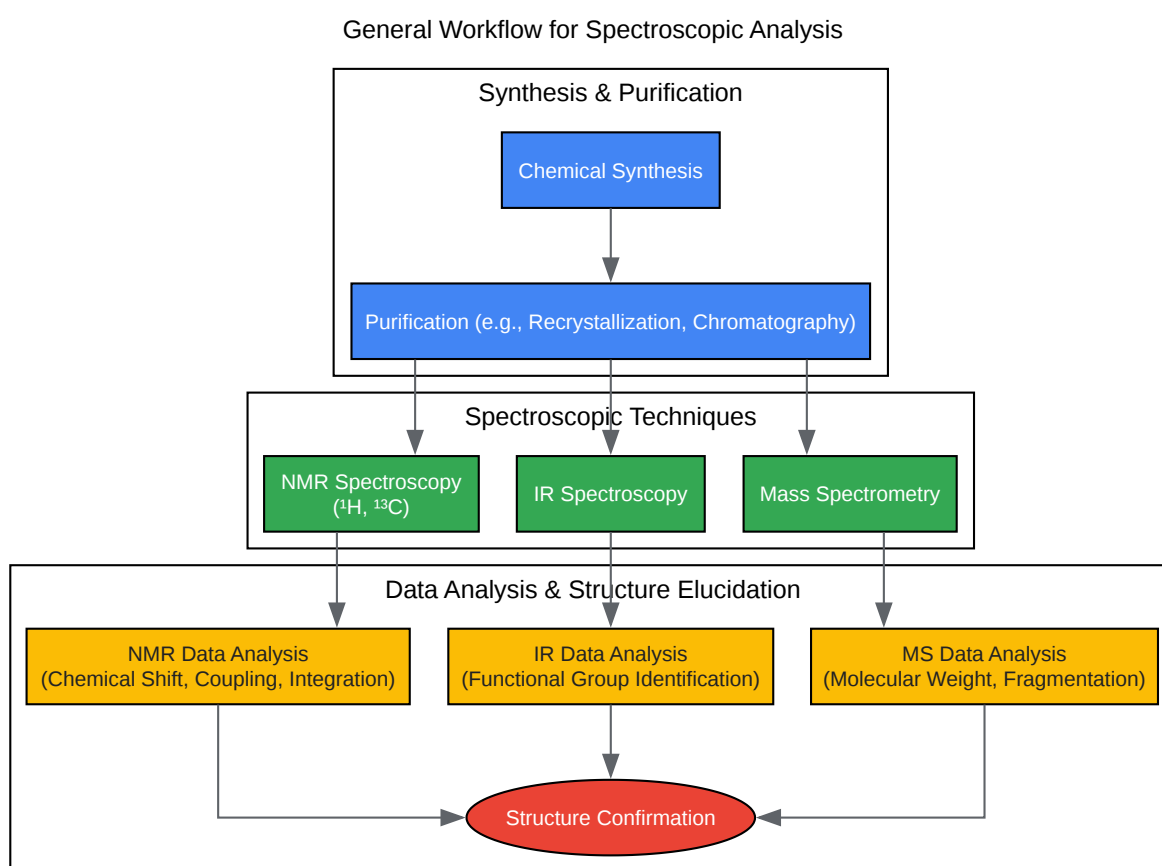 General Workflow for Spectroscopic Analysis
Synthesis & Purification
Chemical Synthesis
Purification (e.g., Recrystallization, Chromatography)
Spectroscopic Techniques
NMR Spectroscopy
(¹H, ¹³C)
IR Spectroscopy
Mass Spectrometry
Data Analysis & Structure Elucidation
NMR Data Analysis
(Chemical Shift, Coupling, Integration)
IR Data Analysis
(Functional Group Identification)
MS Data Analysis
(Molecular Weight, Fragmentation)
Structure Confirmation